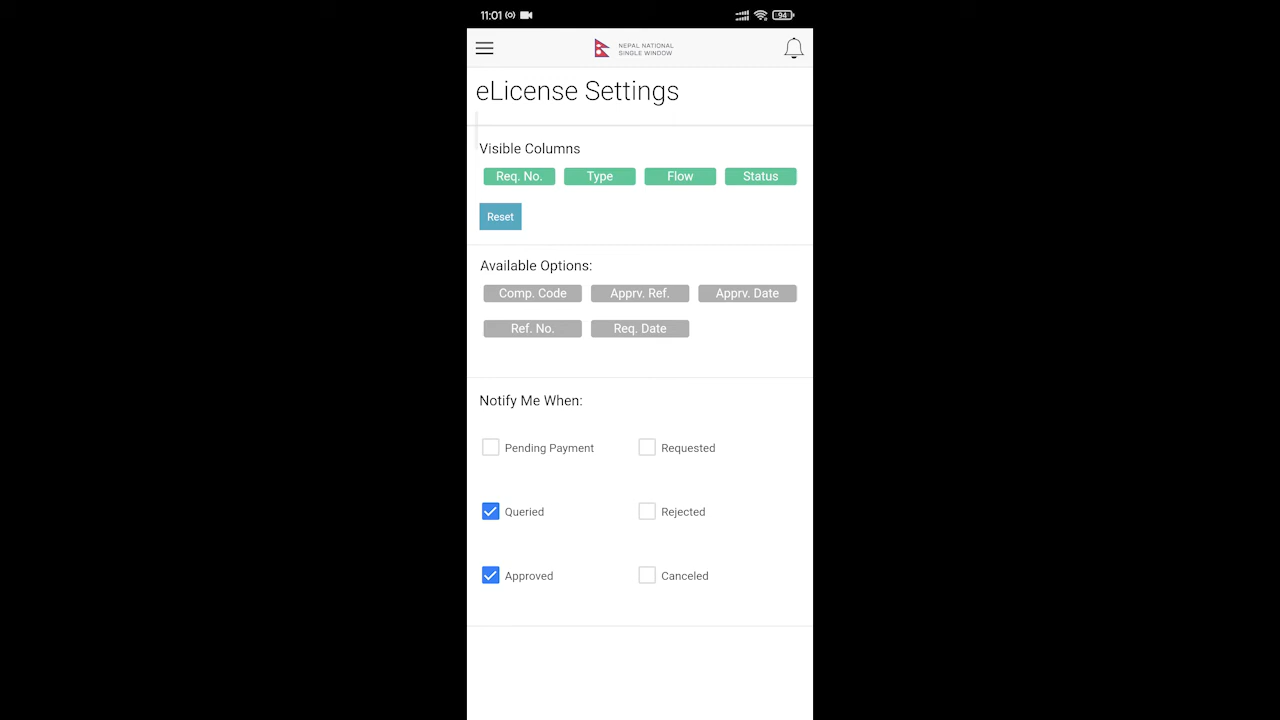 11:01
94
NEPAL NATIONAL
SINGLE WINDOW
eLicense Settings
Visible Columns
Req. No. Type Flow Status
Reset
Available Options:
Comp. Code Apprv. Ref. Apprv. Date
Ref. No. Req. Date
Notify Me When:
Pending Payment Requested
Queried Rejected
Approved Canceled